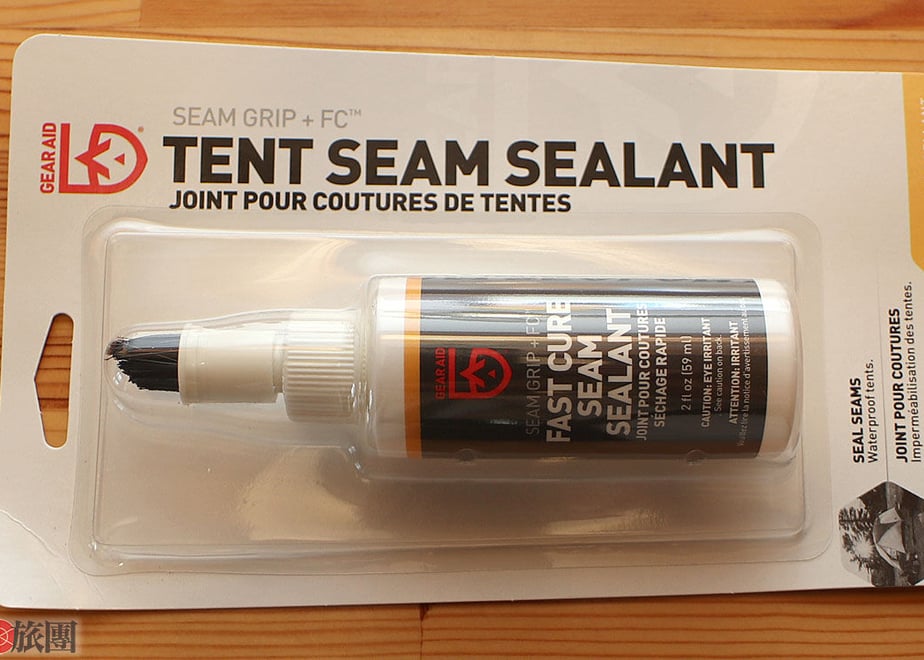 GEAR AID
SEAM GRIP + FC™
TENT SEAM SEALANT
JOINT POUR COUTURES DE TENTES
GEAR AID
SEAM GRIP + FC™
FAST CURE
SEAM
SEALANT
JOINT POUR COUTURES
SÉCHAGE RAPIDE
2 fl oz (59 ml)
CAUTION: EYE IRRITANT
See caution on back.
ATTENTION: IRRITANT
SEAL SEAMS
Waterproof tents.
JOINT POUR COUTURES
Imperméabilisation des tentes.
旅團